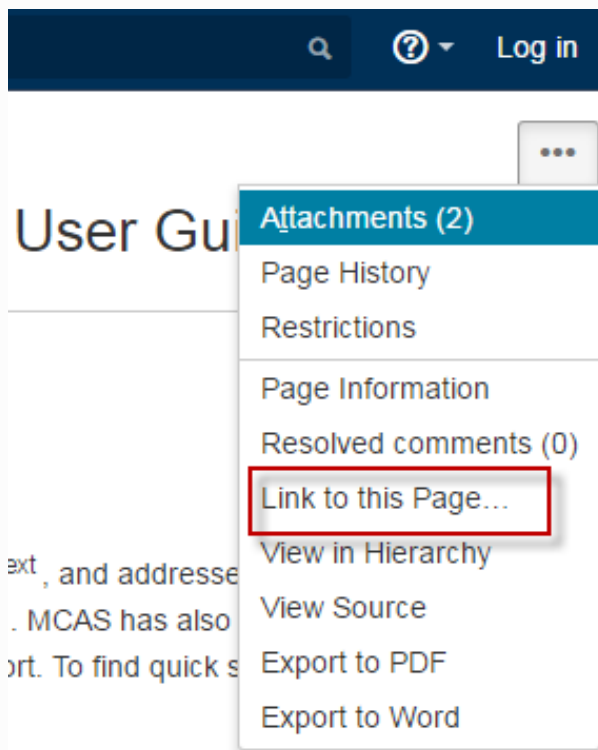 Log in
User Gui
Attachments (2)
Page History
Restrictions
Page Information
Resolved comments (0)
Link to this Page...
View in Hierarchy
View Source
Export to PDF
Export to Word
ext , and addresse
. MCAS has also
ort. To find quick s